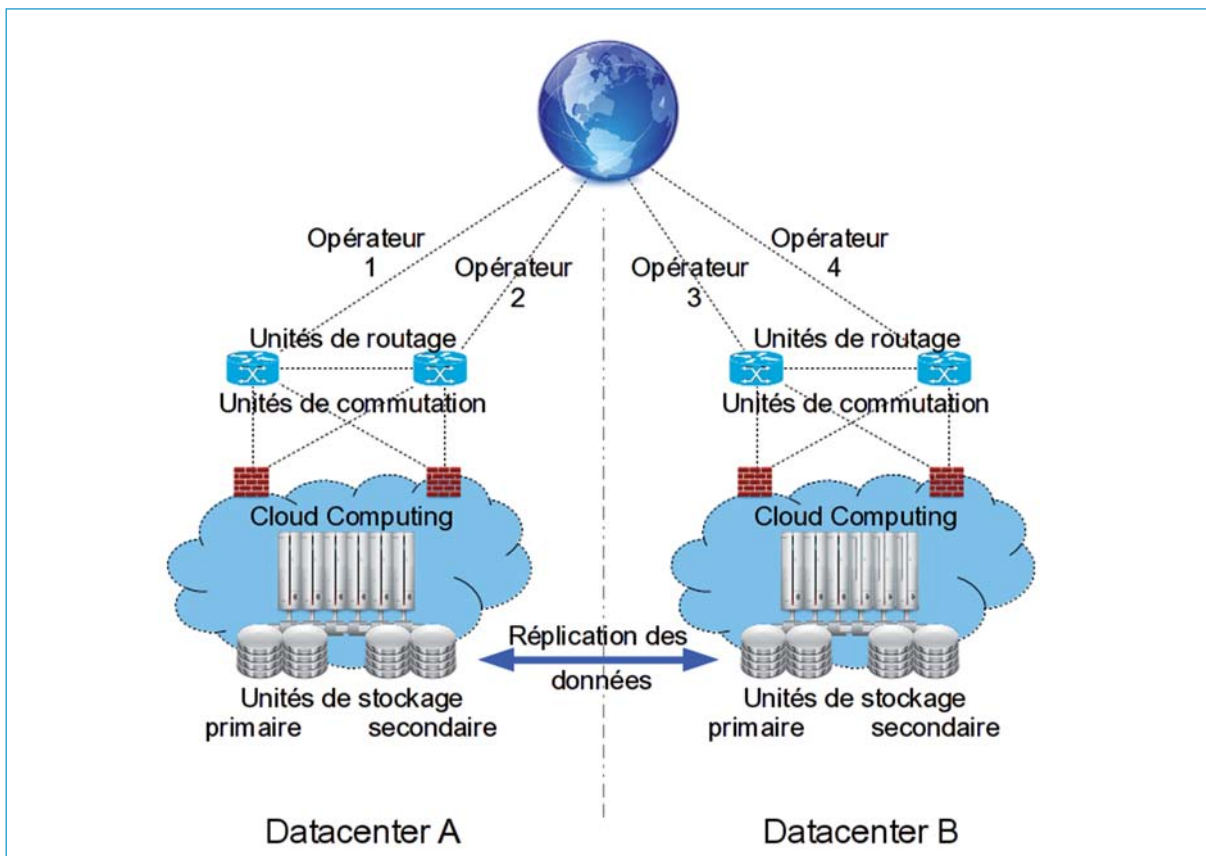 Opérateur
1
Opérateur
2
Opérateur
3
Opérateur
4
Unités de routage
Unités de routage
Unités de commutation
Unités de commutation
Cloud Computing
Cloud Computing
Réplication des
données
Unités de stockage
primaire secondaire
Unités de stockage
primaire secondaire
Datacenter A
Datacenter B